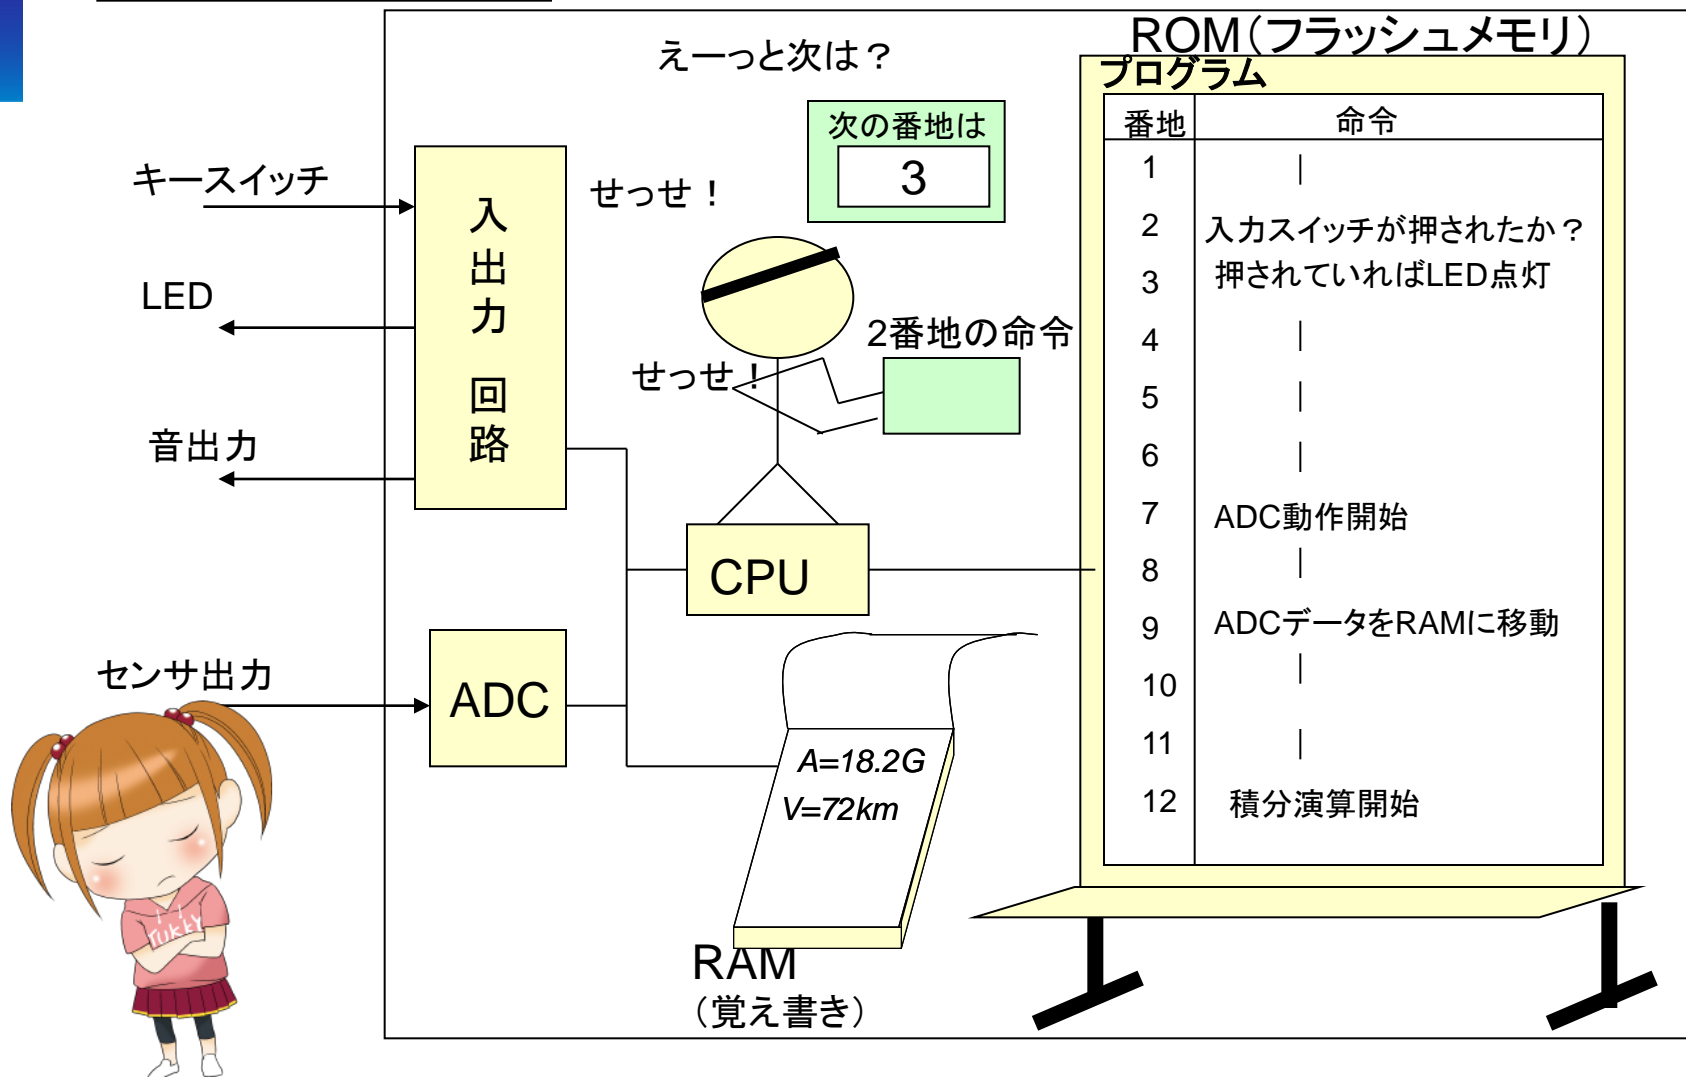 ROM(フラッシュメモリ)
えーっと次は？
プログラム
次の番地は
3
番地 命令
1 |
2 入力スイッチが押されたか？
3 押されていればLED点灯
4 |
5 |
6 |
7 ADC動作開始
8 |
9 ADCデータをRAMに移動
10 |
11 |
12 積分演算開始
キースイッチ
せっせ！
入出力回路
LED
2番地の命令
せっせ！
音出力
CPU
センサ出力
ADC
A=18.2G
V=72km
RAM
(覚え書き)
YUKKY